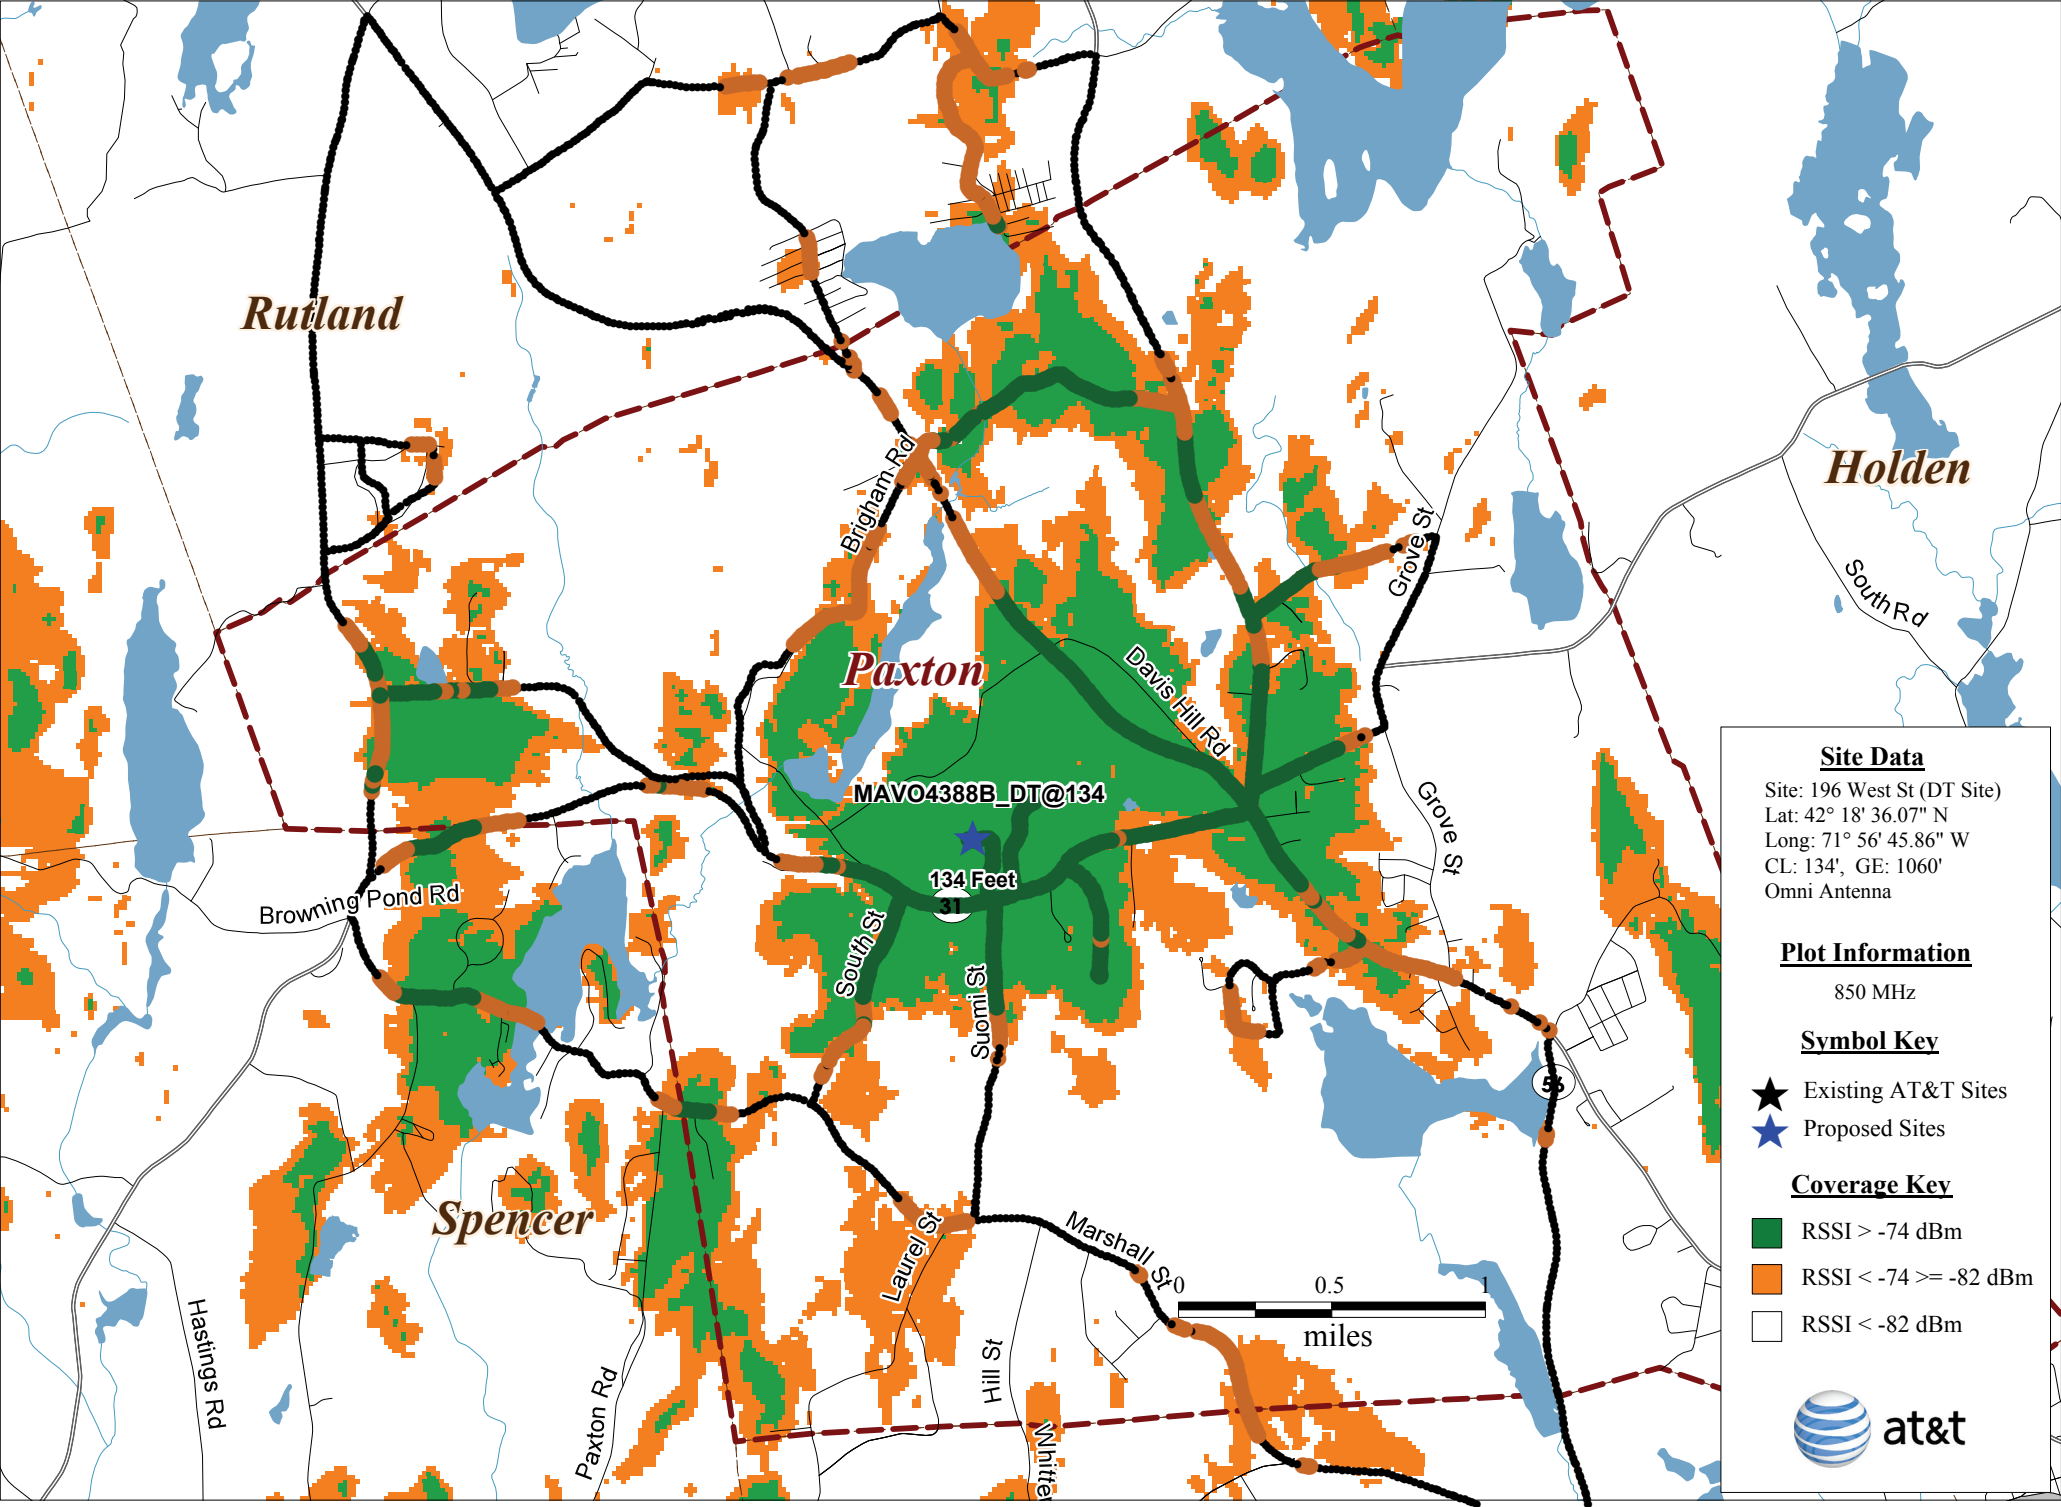 Rutland
Holden
Brigham Rd
Grove St
South Rd
Paxton
Davis Hill Rd
MAVO4388B_DT@134
134 Feet
31
Grove St
Browning Pond Rd
South St
Suomi St
56
Spencer
Laurel St
Marshall St
Hastings Rd
Paxton Rd
Hill St
Whitte
0 0.5 1
miles
Site Data
Site: 196 West St (DT Site)
Lat: 42° 18' 36.07" N
Long: 71° 56' 45.86" W
CL: 134', GE: 1060'
Omni Antenna
Plot Information
850 MHz
Symbol Key
Existing AT&T Sites
Proposed Sites
Coverage Key
RSSI > -74 dBm
RSSI < -74 >= -82 dBm
RSSI < -82 dBm
at&t